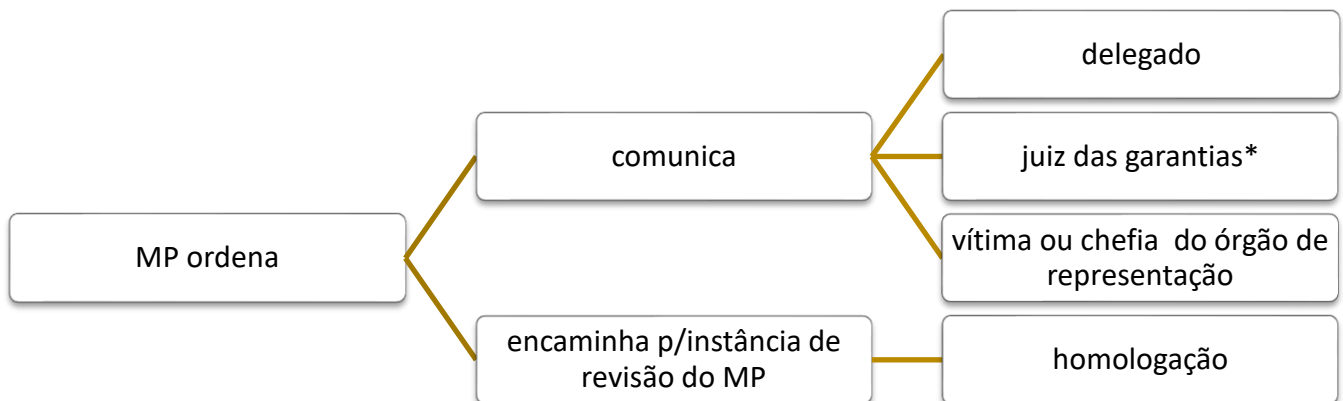 MP ordena
comunica
delegado
juiz das garantias*
vítima ou chefia do órgão de
representação
encaminha p/instância de
revisão do MP
homologação